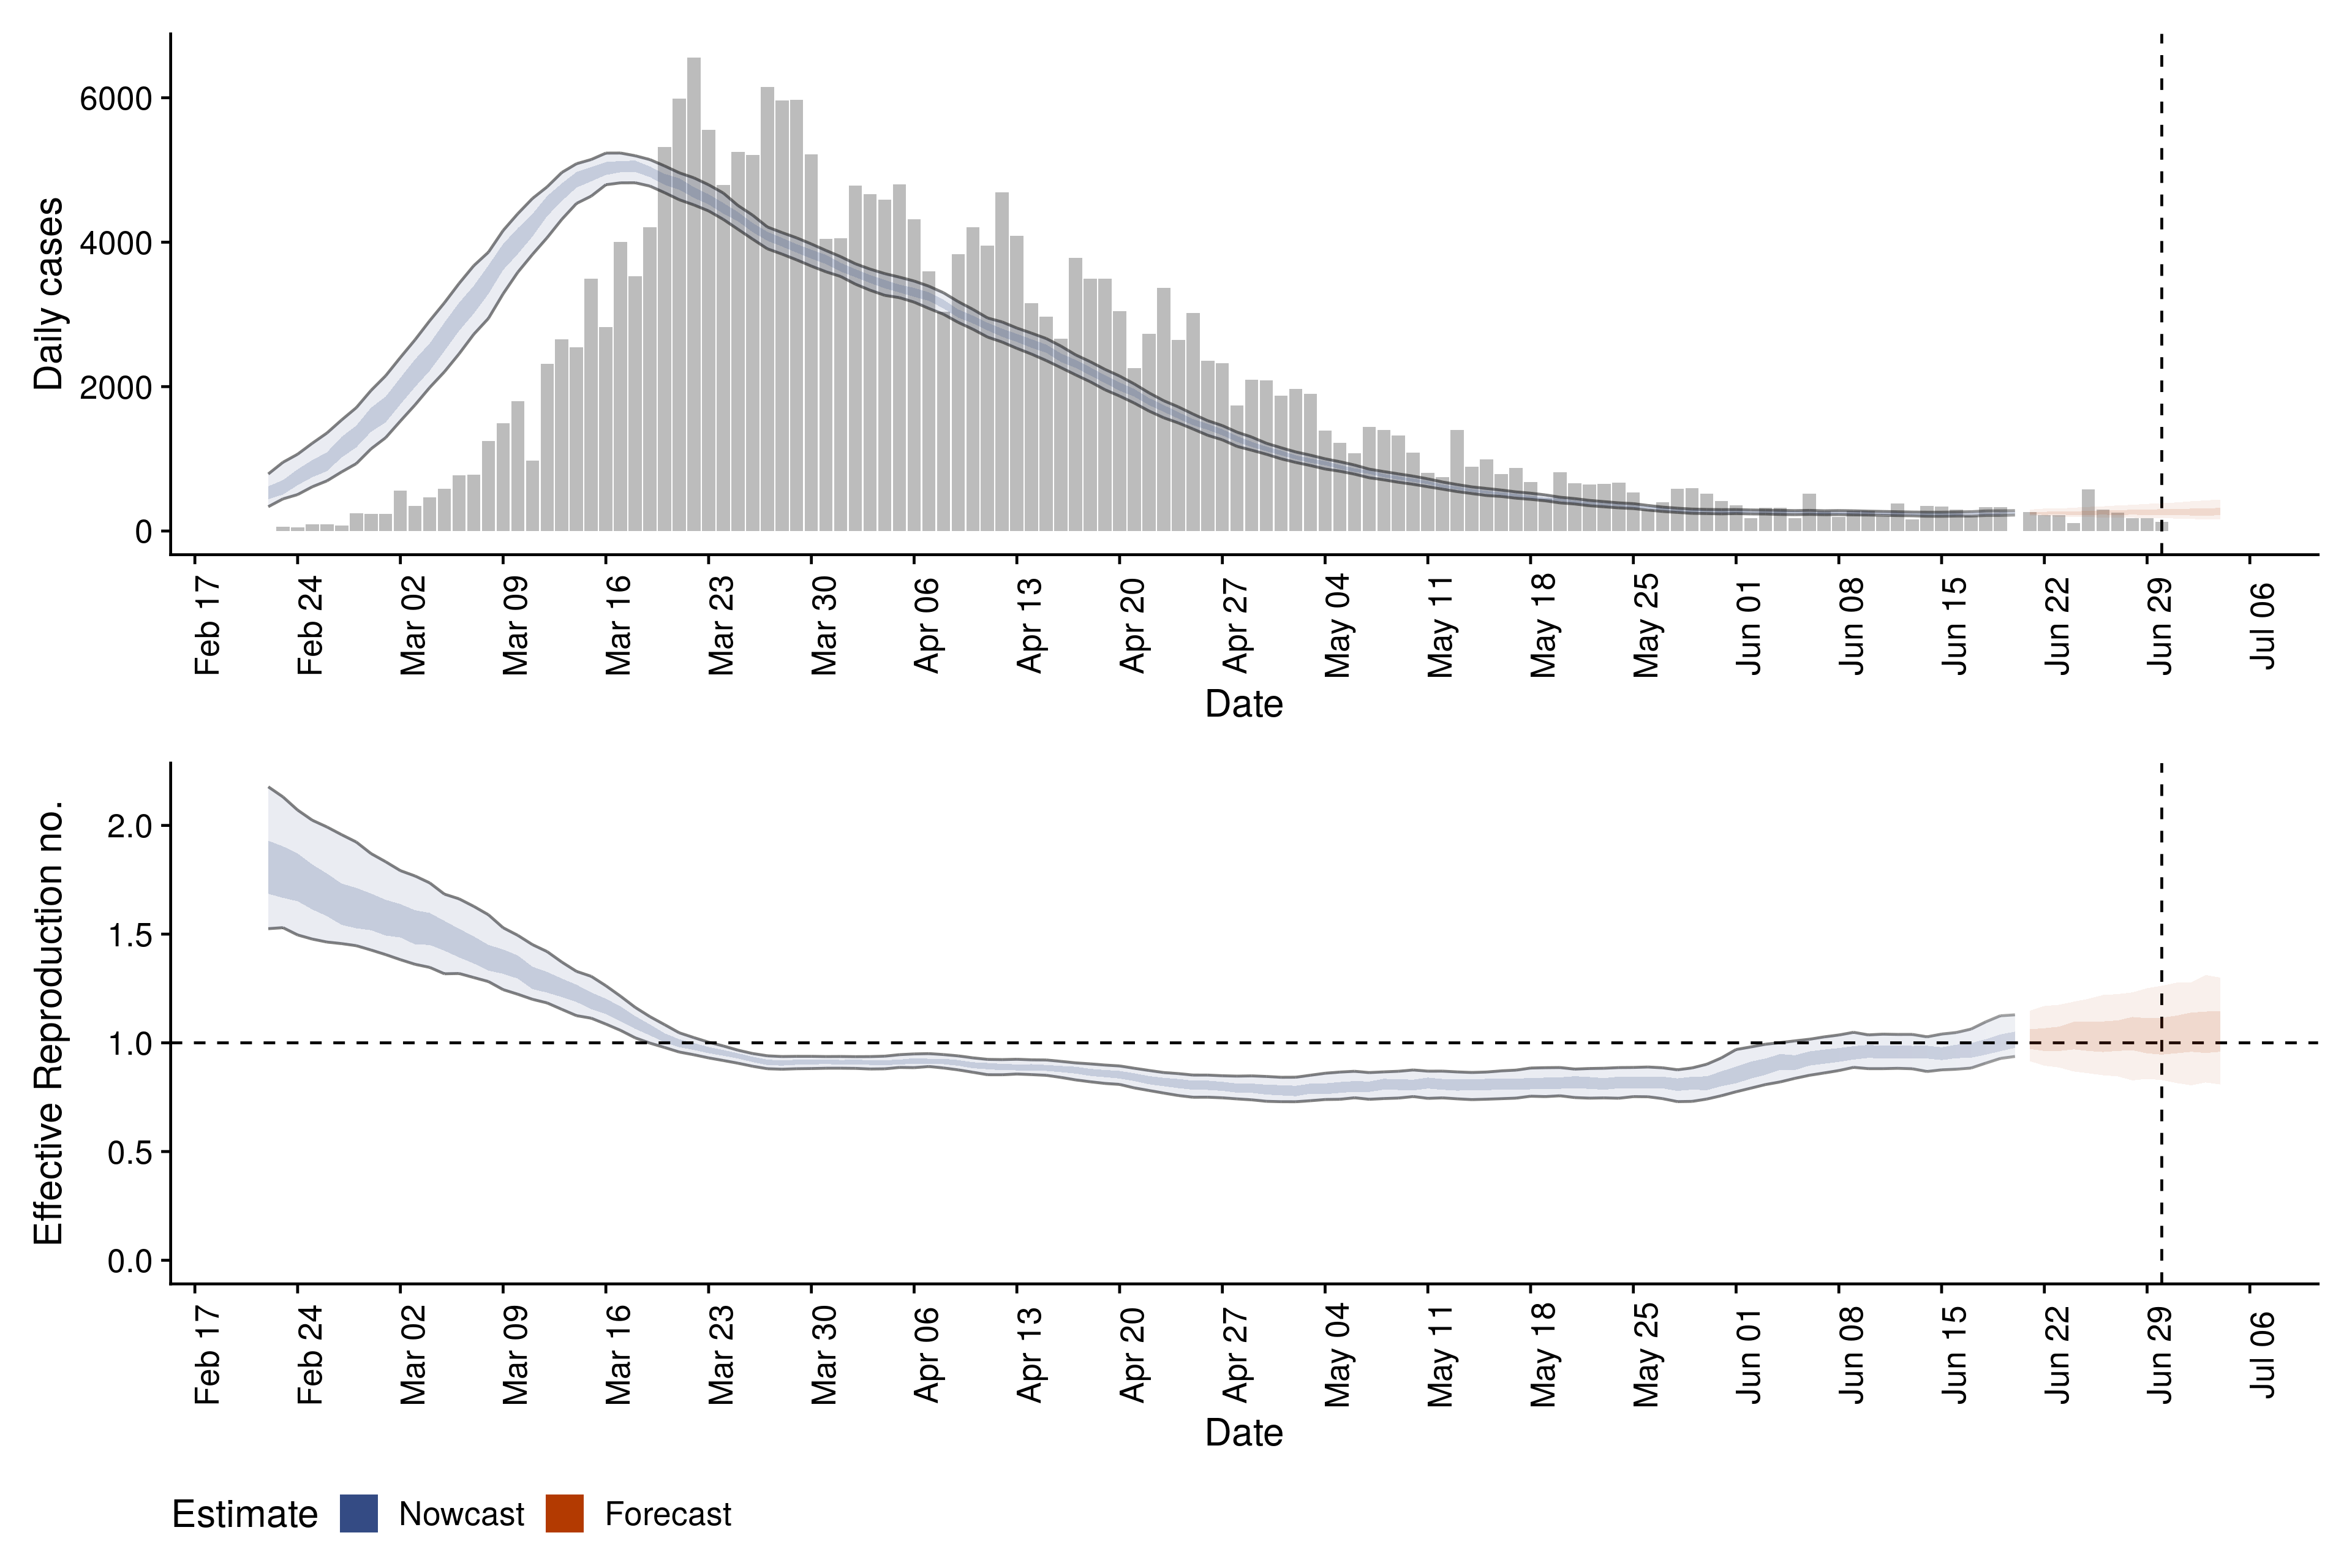 Daily cases
6000
4000
2000
0
Feb 17
Feb 24
Mar 02
Mar 09
Mar 16
Mar 23
Mar 30
Apr 06
Apr 13
Apr 20
Apr 27
May 04
May 11
May 18
May 25
Jun 01
Jun 08
Jun 15
Jun 22
Jun 29
Jul 06
Date
Effective Reproduction no.
2.0
1.5
1.0
0.5
0.0
Feb 17
Feb 24
Mar 02
Mar 09
Mar 16
Mar 23
Mar 30
Apr 06
Apr 13
Apr 20
Apr 27
May 04
May 11
May 18
May 25
Jun 01
Jun 08
Jun 15
Jun 22
Jun 29
Jul 06
Date
Estimate Nowcast Forecast